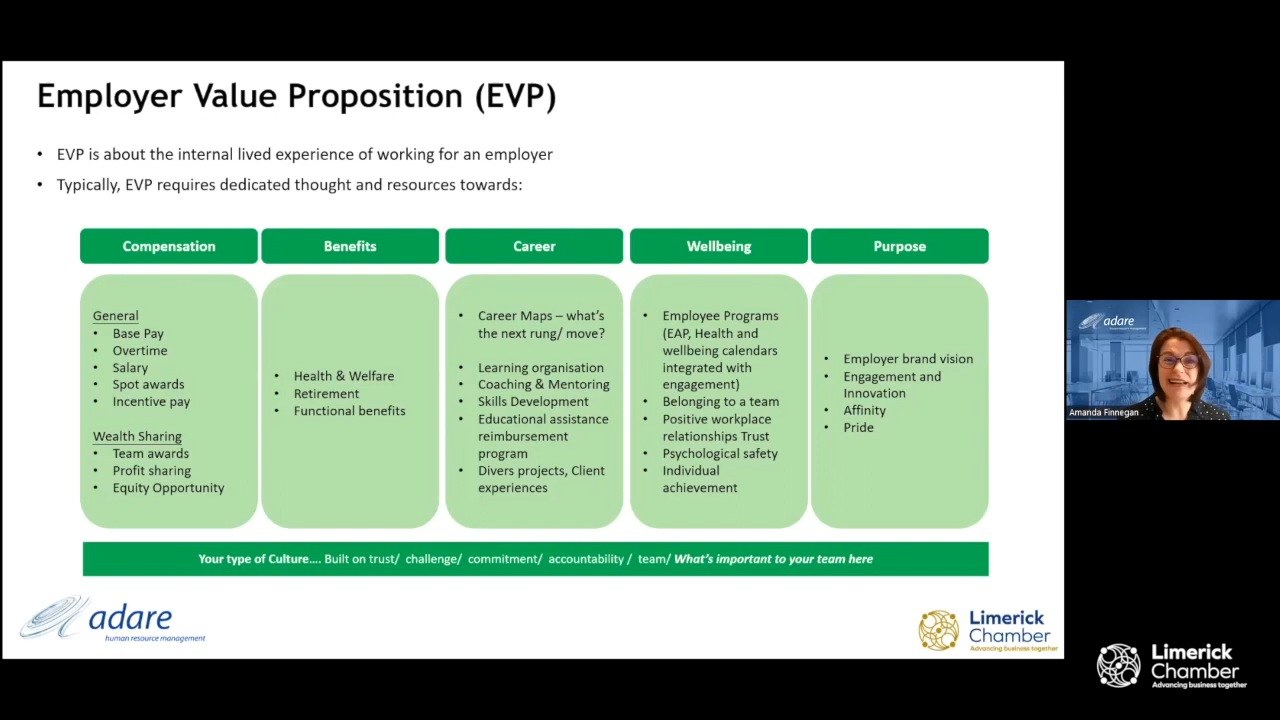 Employer Value Proposition (EVP)
• EVP is about the internal lived experience of working for an employer
• Typically, EVP requires dedicated thought and resources towards:
Compensation
General
• Base Pay
• Overtime
• Salary
• Spot awards
• Incentive pay
Wealth Sharing
• Team awards
• Profit sharing
• Equity Opportunity
Benefits
• Health & Welfare
• Retirement
• Functional benefits
Career
• Career Maps – what's
the next rung/ move?
• Learning organisation
• Coaching & Mentoring
• Skills Development
• Educational assistance
reimbursement
program
• Divers projects, Client
experiences
Wellbeing
• Employee Programs
(EAP, Health and
wellbeing calendars
integrated with
engagement)
• Belonging to a team
• Positive workplace
relationships Trust
• Psychological safety
• Individual
achievement
Purpose
• Employer brand vision
• Engagement and
Innovation
• Affinity
• Pride
Your type of Culture.... Built on trust/ challenge/ commitment/ accountability / team/ What's important to your team here
adare
human resource management
Limerick
Chamber
Advancing business together
adare
Amanda Finnegan
Limerick
Chamber
Advancing business together